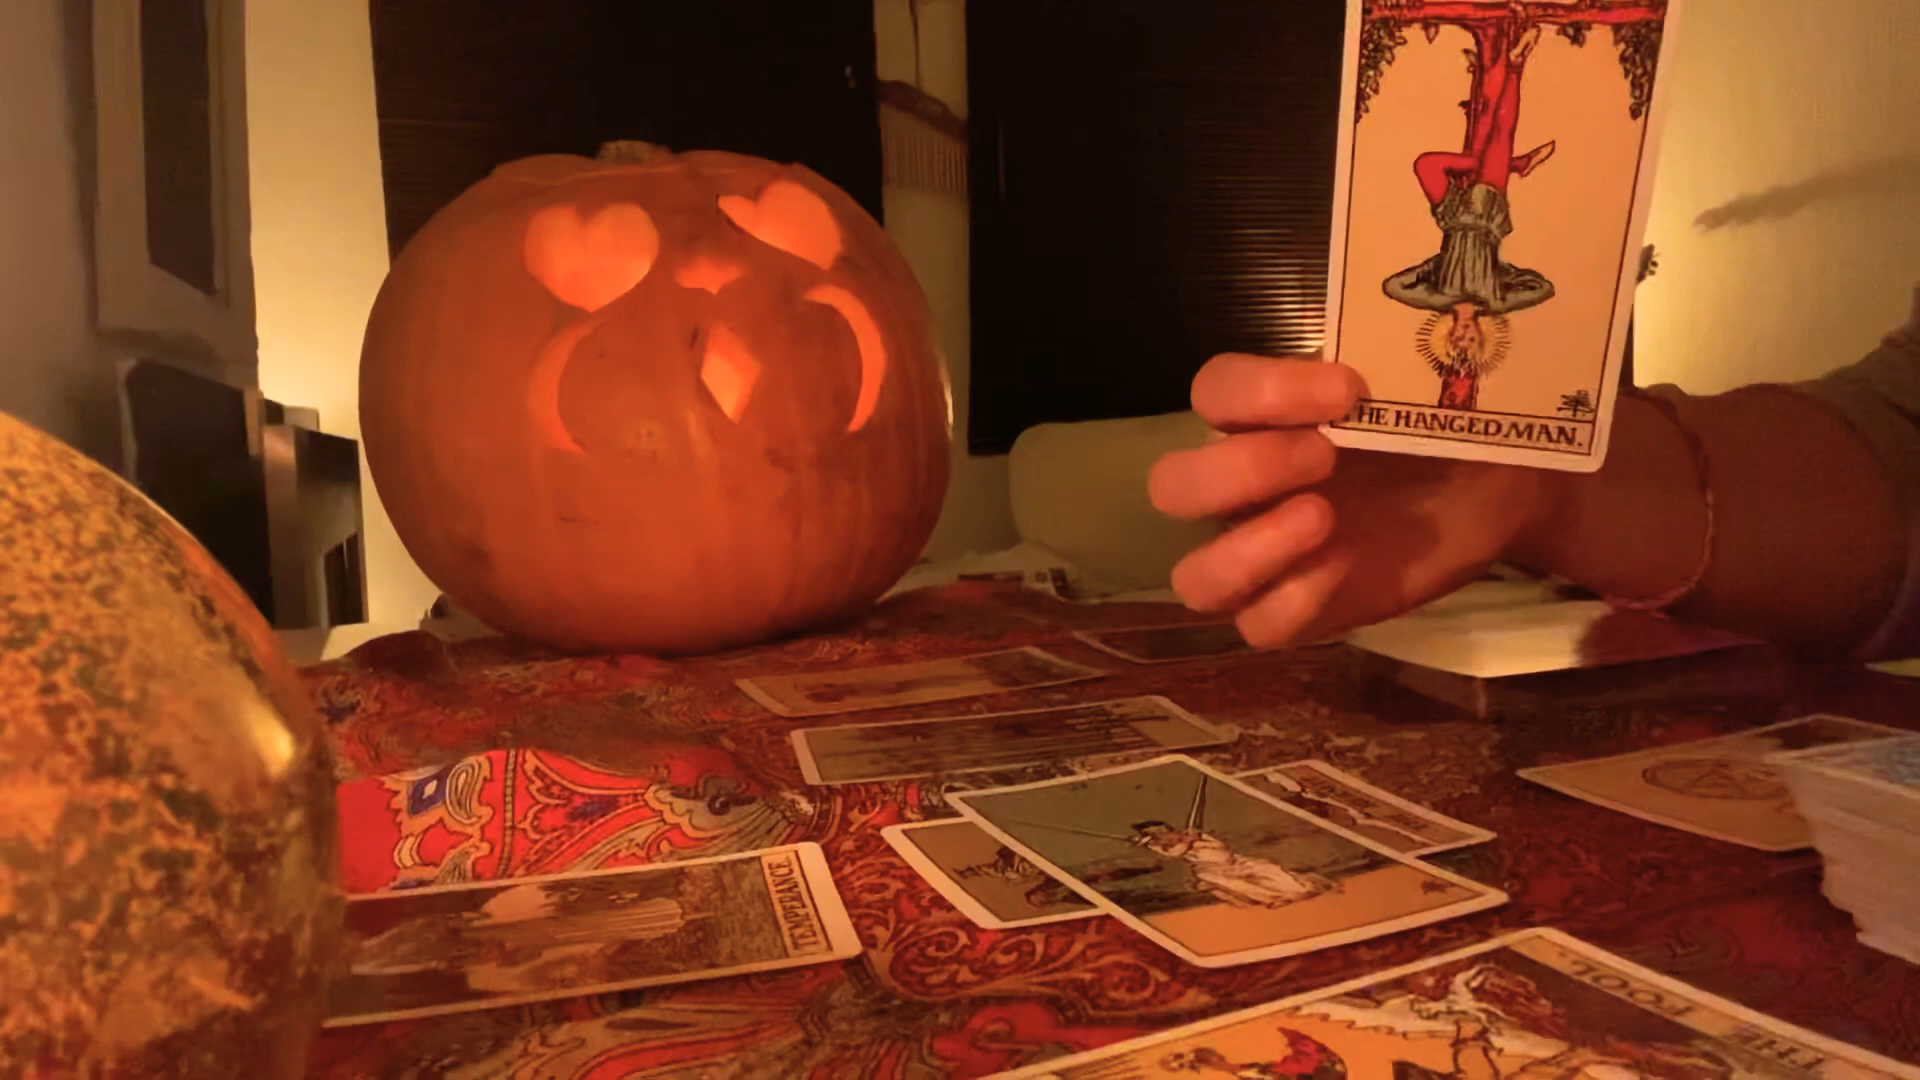 THE HANGED MAN.
TEMPERANCE
THE FOOL.